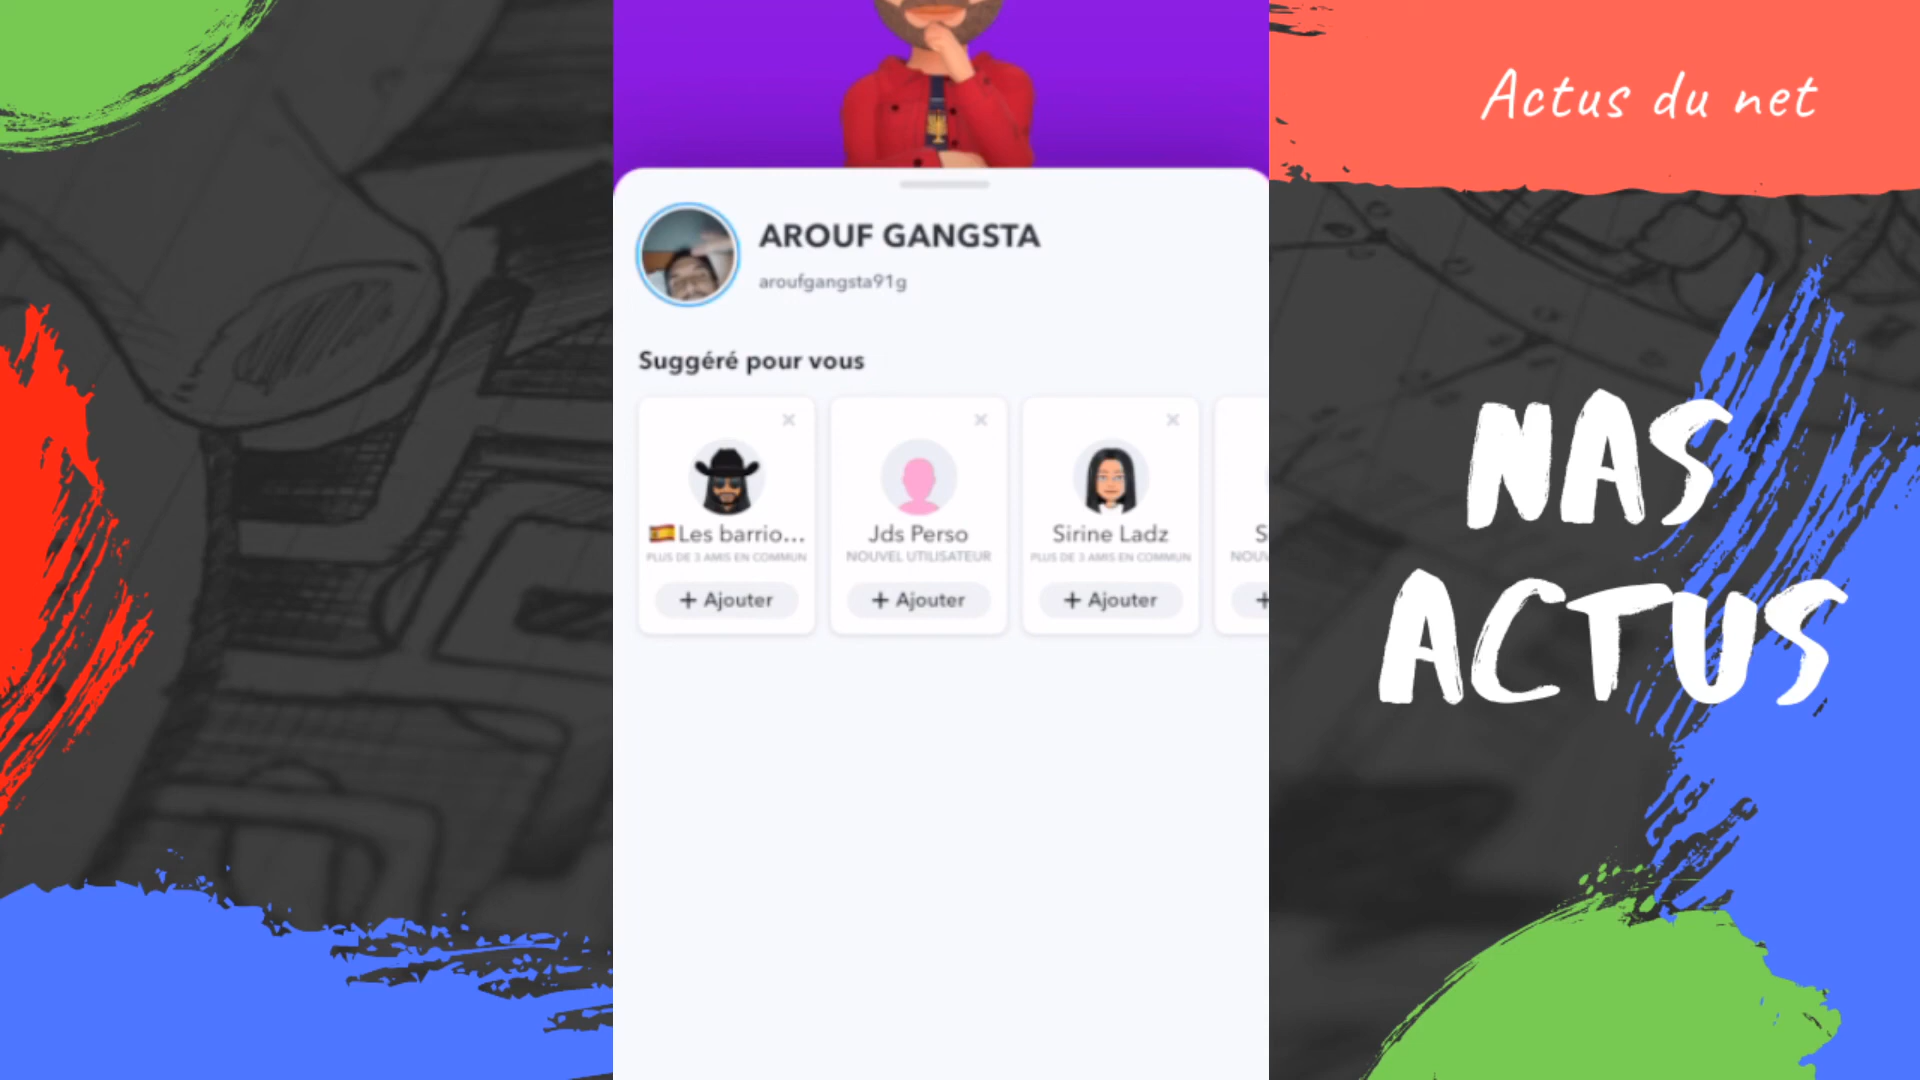 Actus du net
AROUF GANGSTA
aroufgangsta91g
Suggéré pour vous
Les barrio...
PLUS DE 3 AMIS EN COMMUN
+ Ajouter
Jds Perso
NOUVEL UTILISATEUR
+ Ajouter
Sirine Ladz
PLUS DE 3 AMIS EN COMMUN
+ Ajouter
NAS
ACTUS